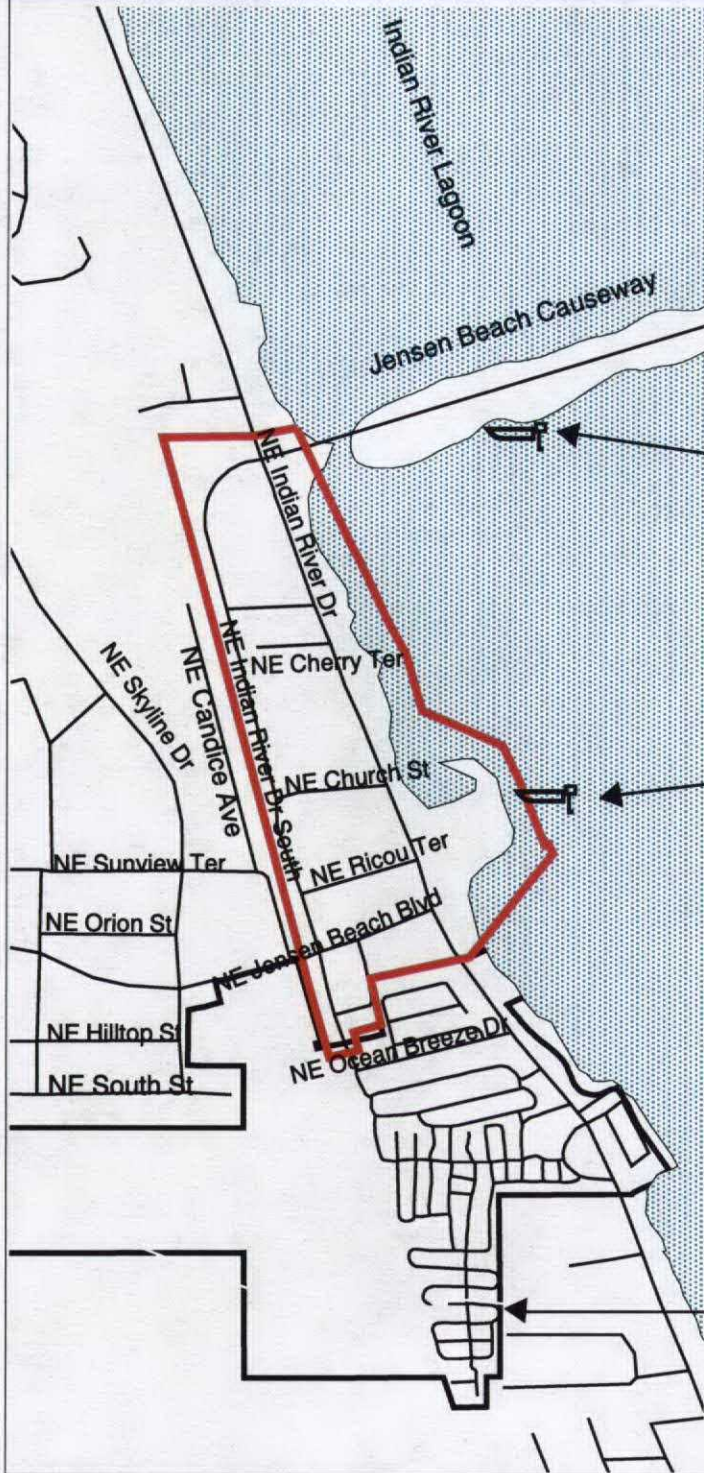 Indian River Lagoon
Jensen Beach Causeway
NE Indian River Dr
NE Cherry Ter
NE Indian River Dr South
NE Candice Ave
NE Skyline Dr
NE Church St
NE Sunview Ter
NE Ricou Ter
NE Orion St
NE Jensen Beach Blvd
NE Hilltop St
NE Ocean Breeze Dr
NE South St